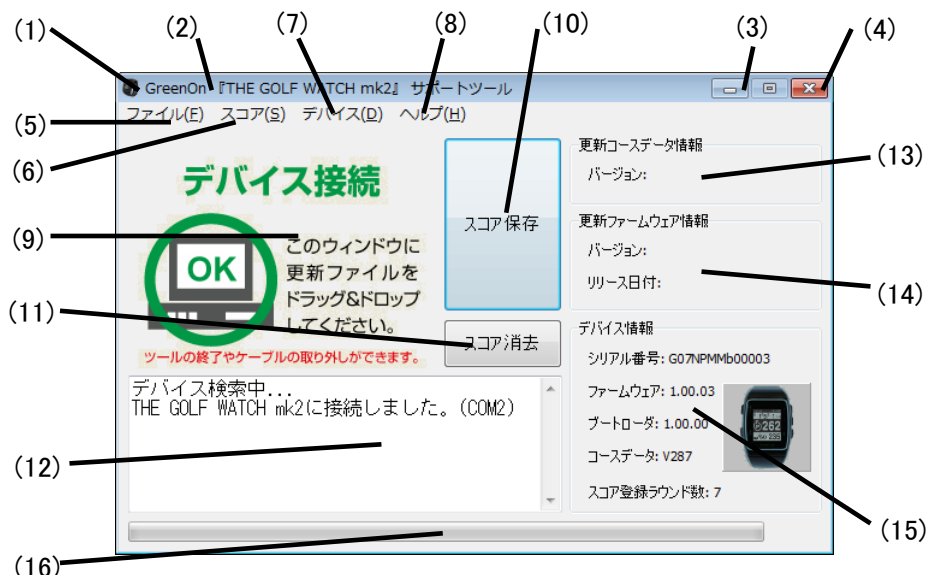 (1)
(2)
(7)
(8)
(10)
(3)
(4)
GreenOn『THE GOLF WATCH mk2』 サポートツール
ファイル(F) スコア(S) デバイス(D) ヘルプ(H)
(5)
(6)
(9)
(11)
デバイス接続
OK
このウィンドウに
更新ファイルを
ドラッグ&ドロップ
してください。
ツールの終了やケーブルの取り外しができます。
スコア保存
スコア消去
更新コースデータ情報
バージョン:
(13)
更新ファームウェア情報
バージョン:
リリース日付:
(14)
デバイス情報
シリアル番号: G07NPMMb00003
ファームウェア: 1.00.03
ブートローダ: 1.00.00
コースデータ: V287
スコア登録ラウンド数: 7
262
(15)
デバイス検索中...
THE GOLF WATCH mk2に接続しました。(COM2)
(12)
(16)